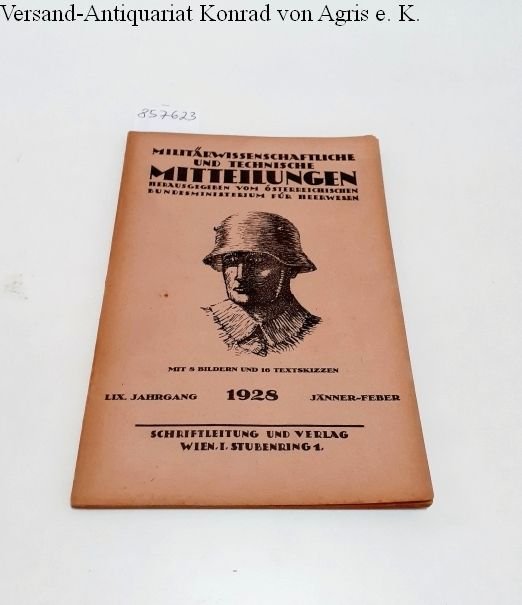 Versand-Antiquariat Konrad von Agris e. K.
857623
MILITÄRWISSENSCHAFTLICHE
UND TECHNISCHE
MITTEILUNGEN
HERAUSGEGEBEN VOM ÖSTERREICHISCHEN
BUNDESMINISTERIUM FÜR HEERWESEN
MIT 8 BILDERN UND 16 TEXTSKIZZEN
LIX. JAHRGANG 1928 JÄNNER-FEBER
SCHRIFTLEITUNG UND VERLAG
WIEN. I. STUBENRING 1.